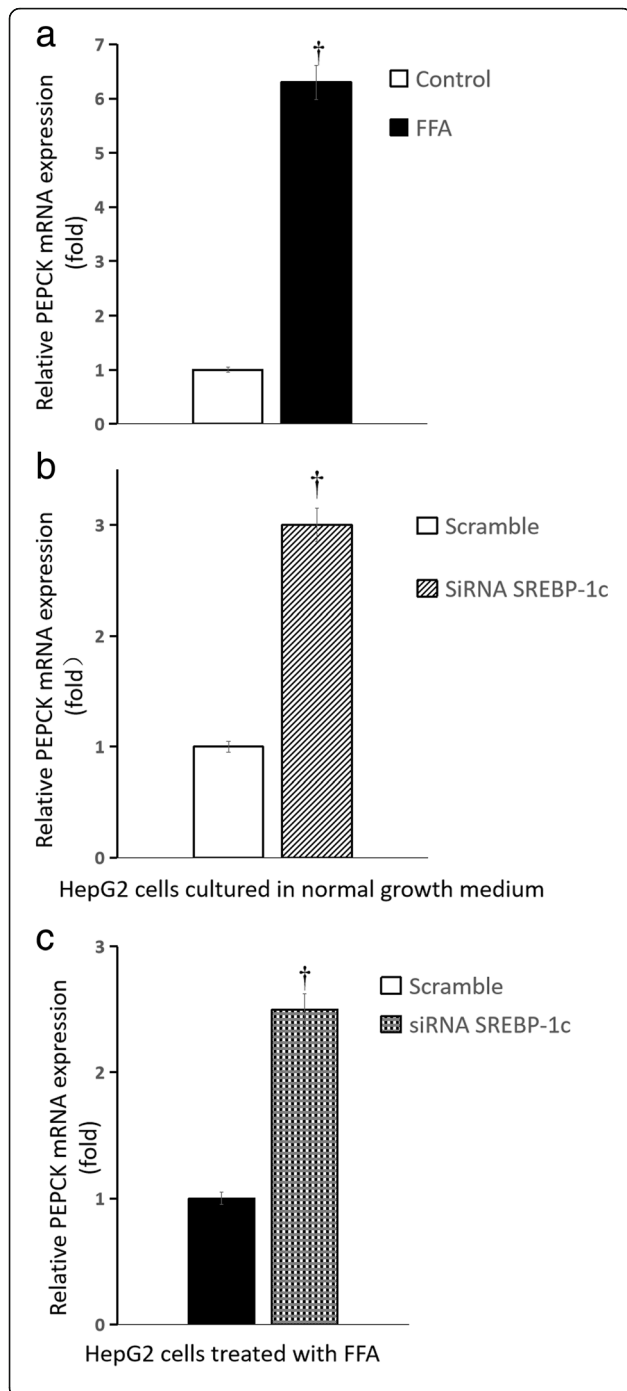 a
Relative PEPCK mRNA expression
(fold)
7
6
5
4
3
2
1
0
†
Control
FFA
b
Relative PEPCK mRNA expression
(fold）
3
2
1
0
†
Scramble
SiRNA SREBP-1c
HepG2 cells cultured in normal growth medium
c
Relative PEPCK mRNA expression
(fold)
3
2
1
0
†
Scramble
siRNA SREBP-1c
HepG2 cells treated with FFA